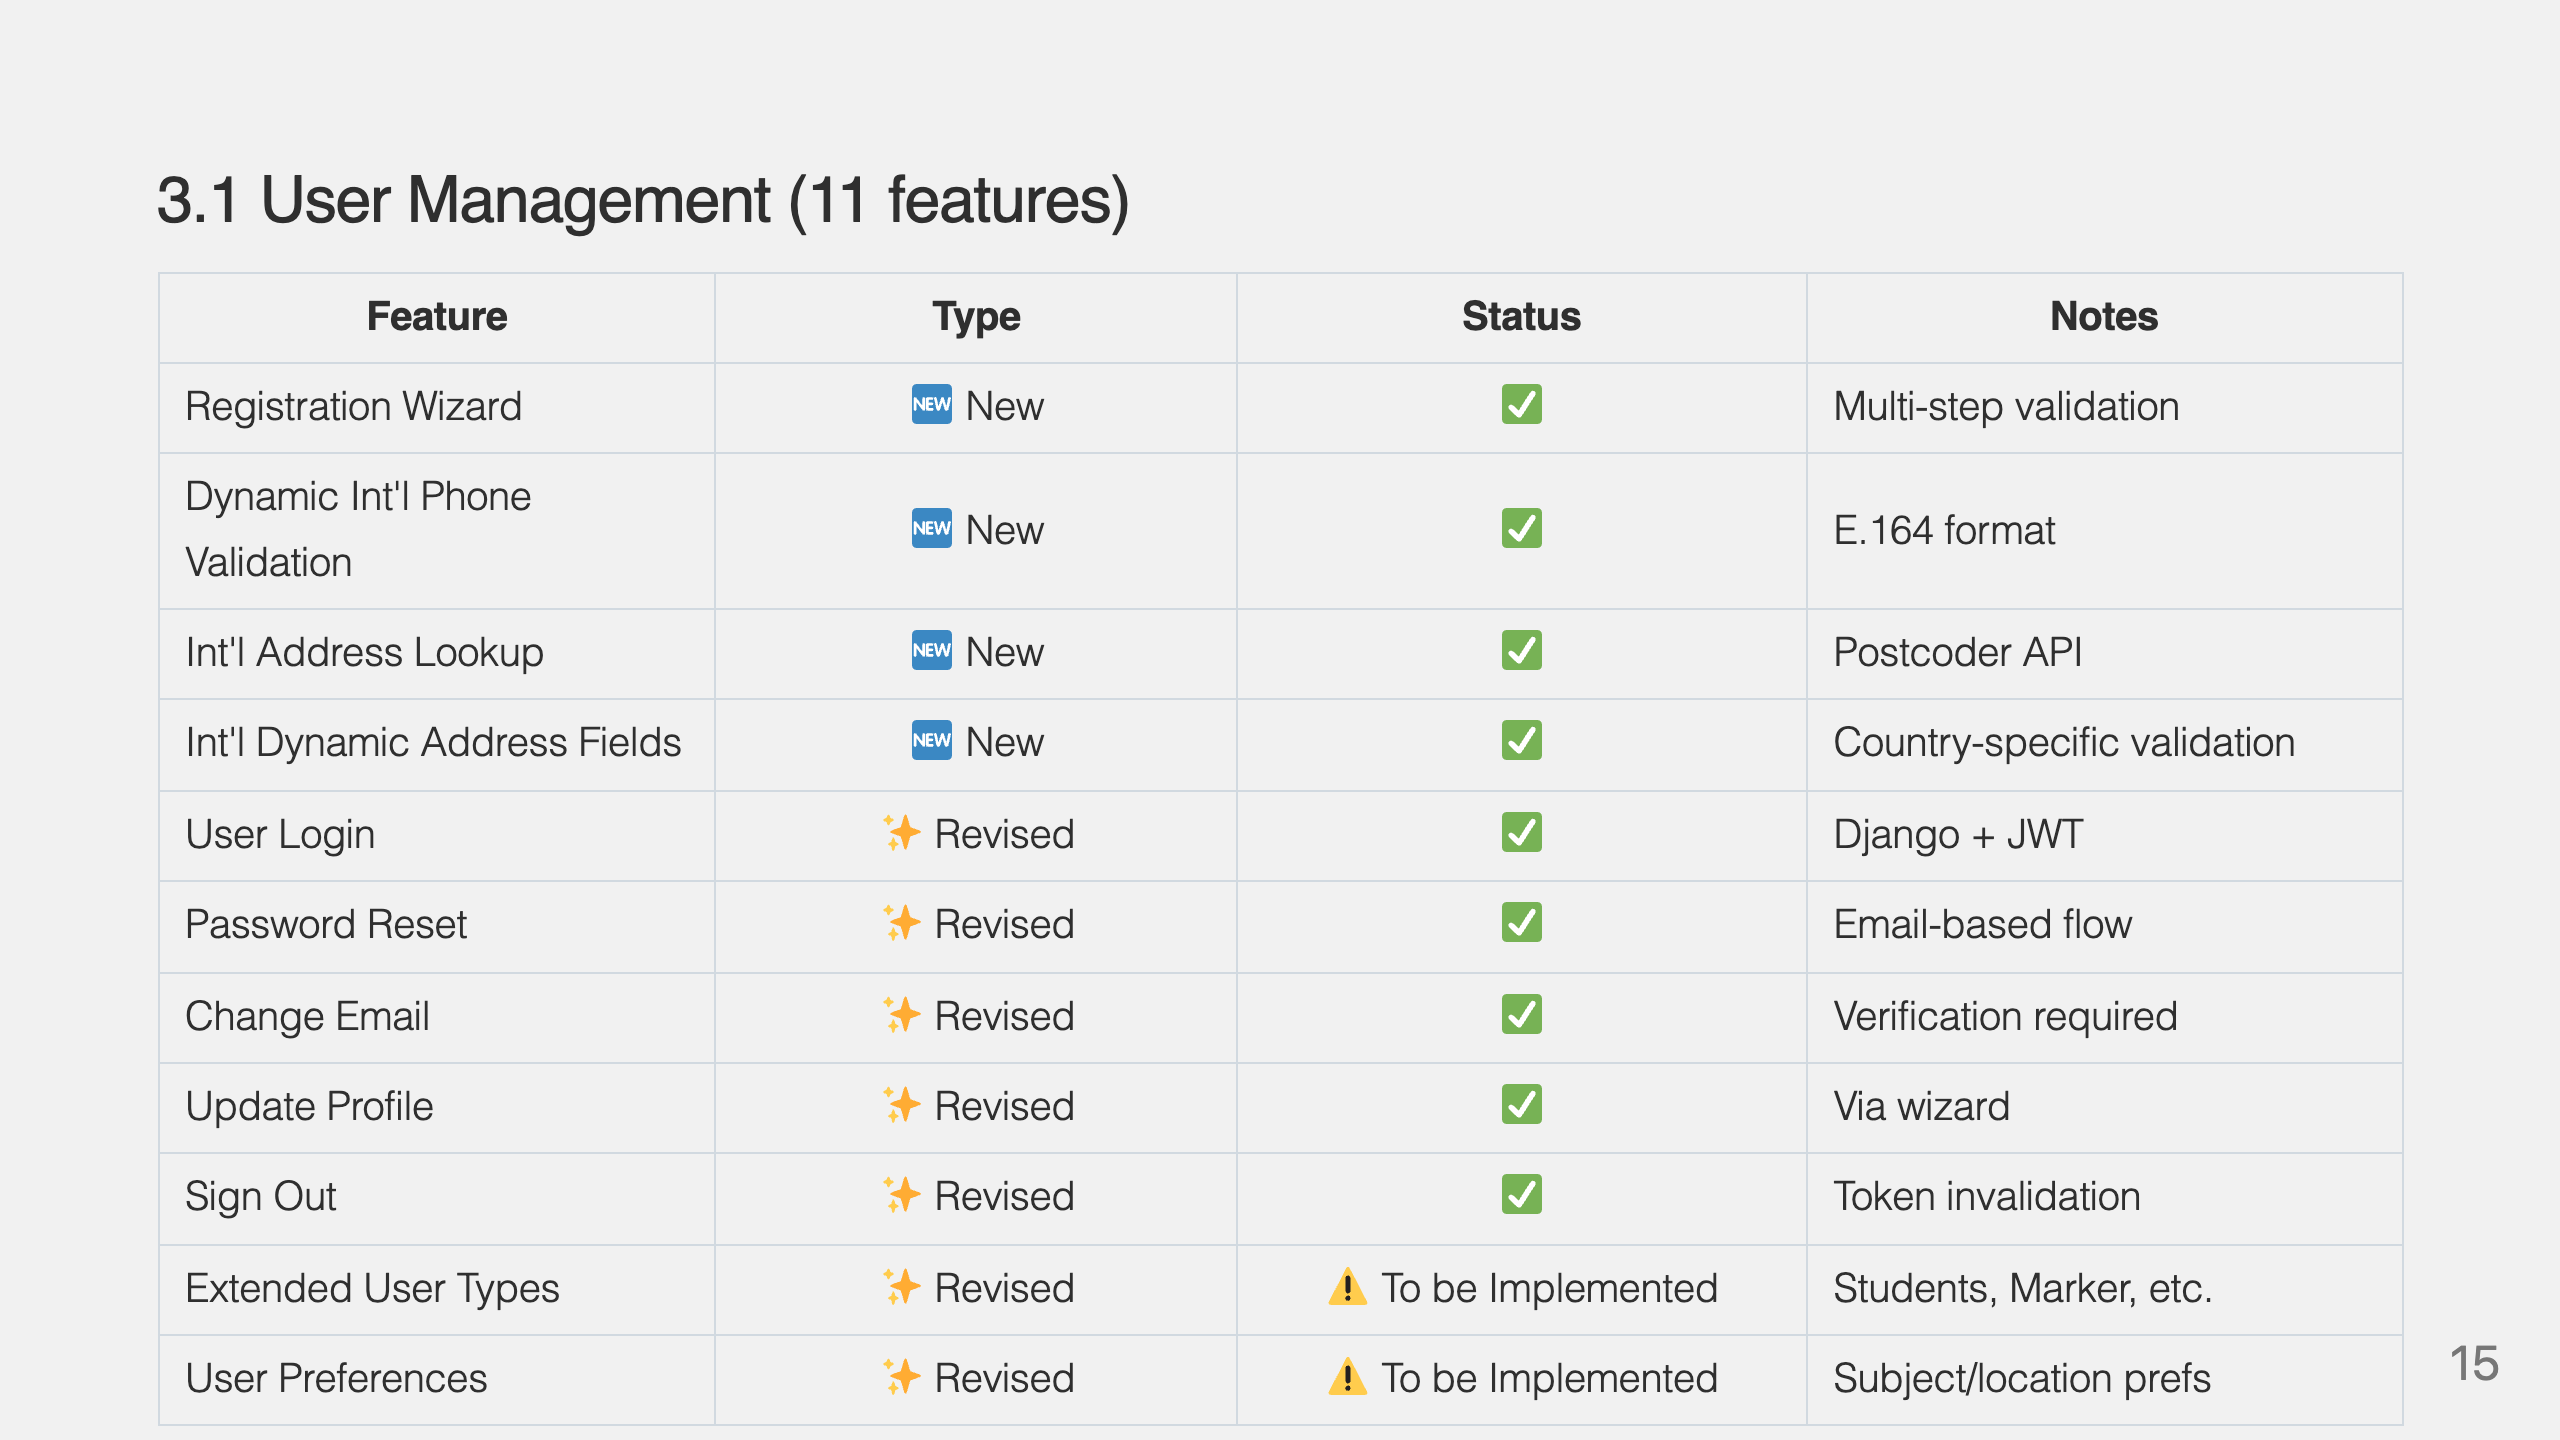 3.1 User Management (11 features)
Feature Type Status Notes
Registration Wizard 🆕 New ✅ Multi-step validation
Dynamic Int'l Phone
Validation 🆕 New ✅ E.164 format
Int'l Address Lookup 🆕 New ✅ Postcoder API
Int'l Dynamic Address Fields 🆕 New ✅ Country-specific validation
User Login ✨ Revised ✅ Django + JWT
Password Reset ✨ Revised ✅ Email-based flow
Change Email ✨ Revised ✅ Verification required
Update Profile ✨ Revised ✅ Via wizard
Sign Out ✨ Revised ✅ Token invalidation
Extended User Types ✨ Revised ⚠️ To be Implemented Students, Marker, etc.
User Preferences ✨ Revised ⚠️ To be Implemented Subject/location prefs
15